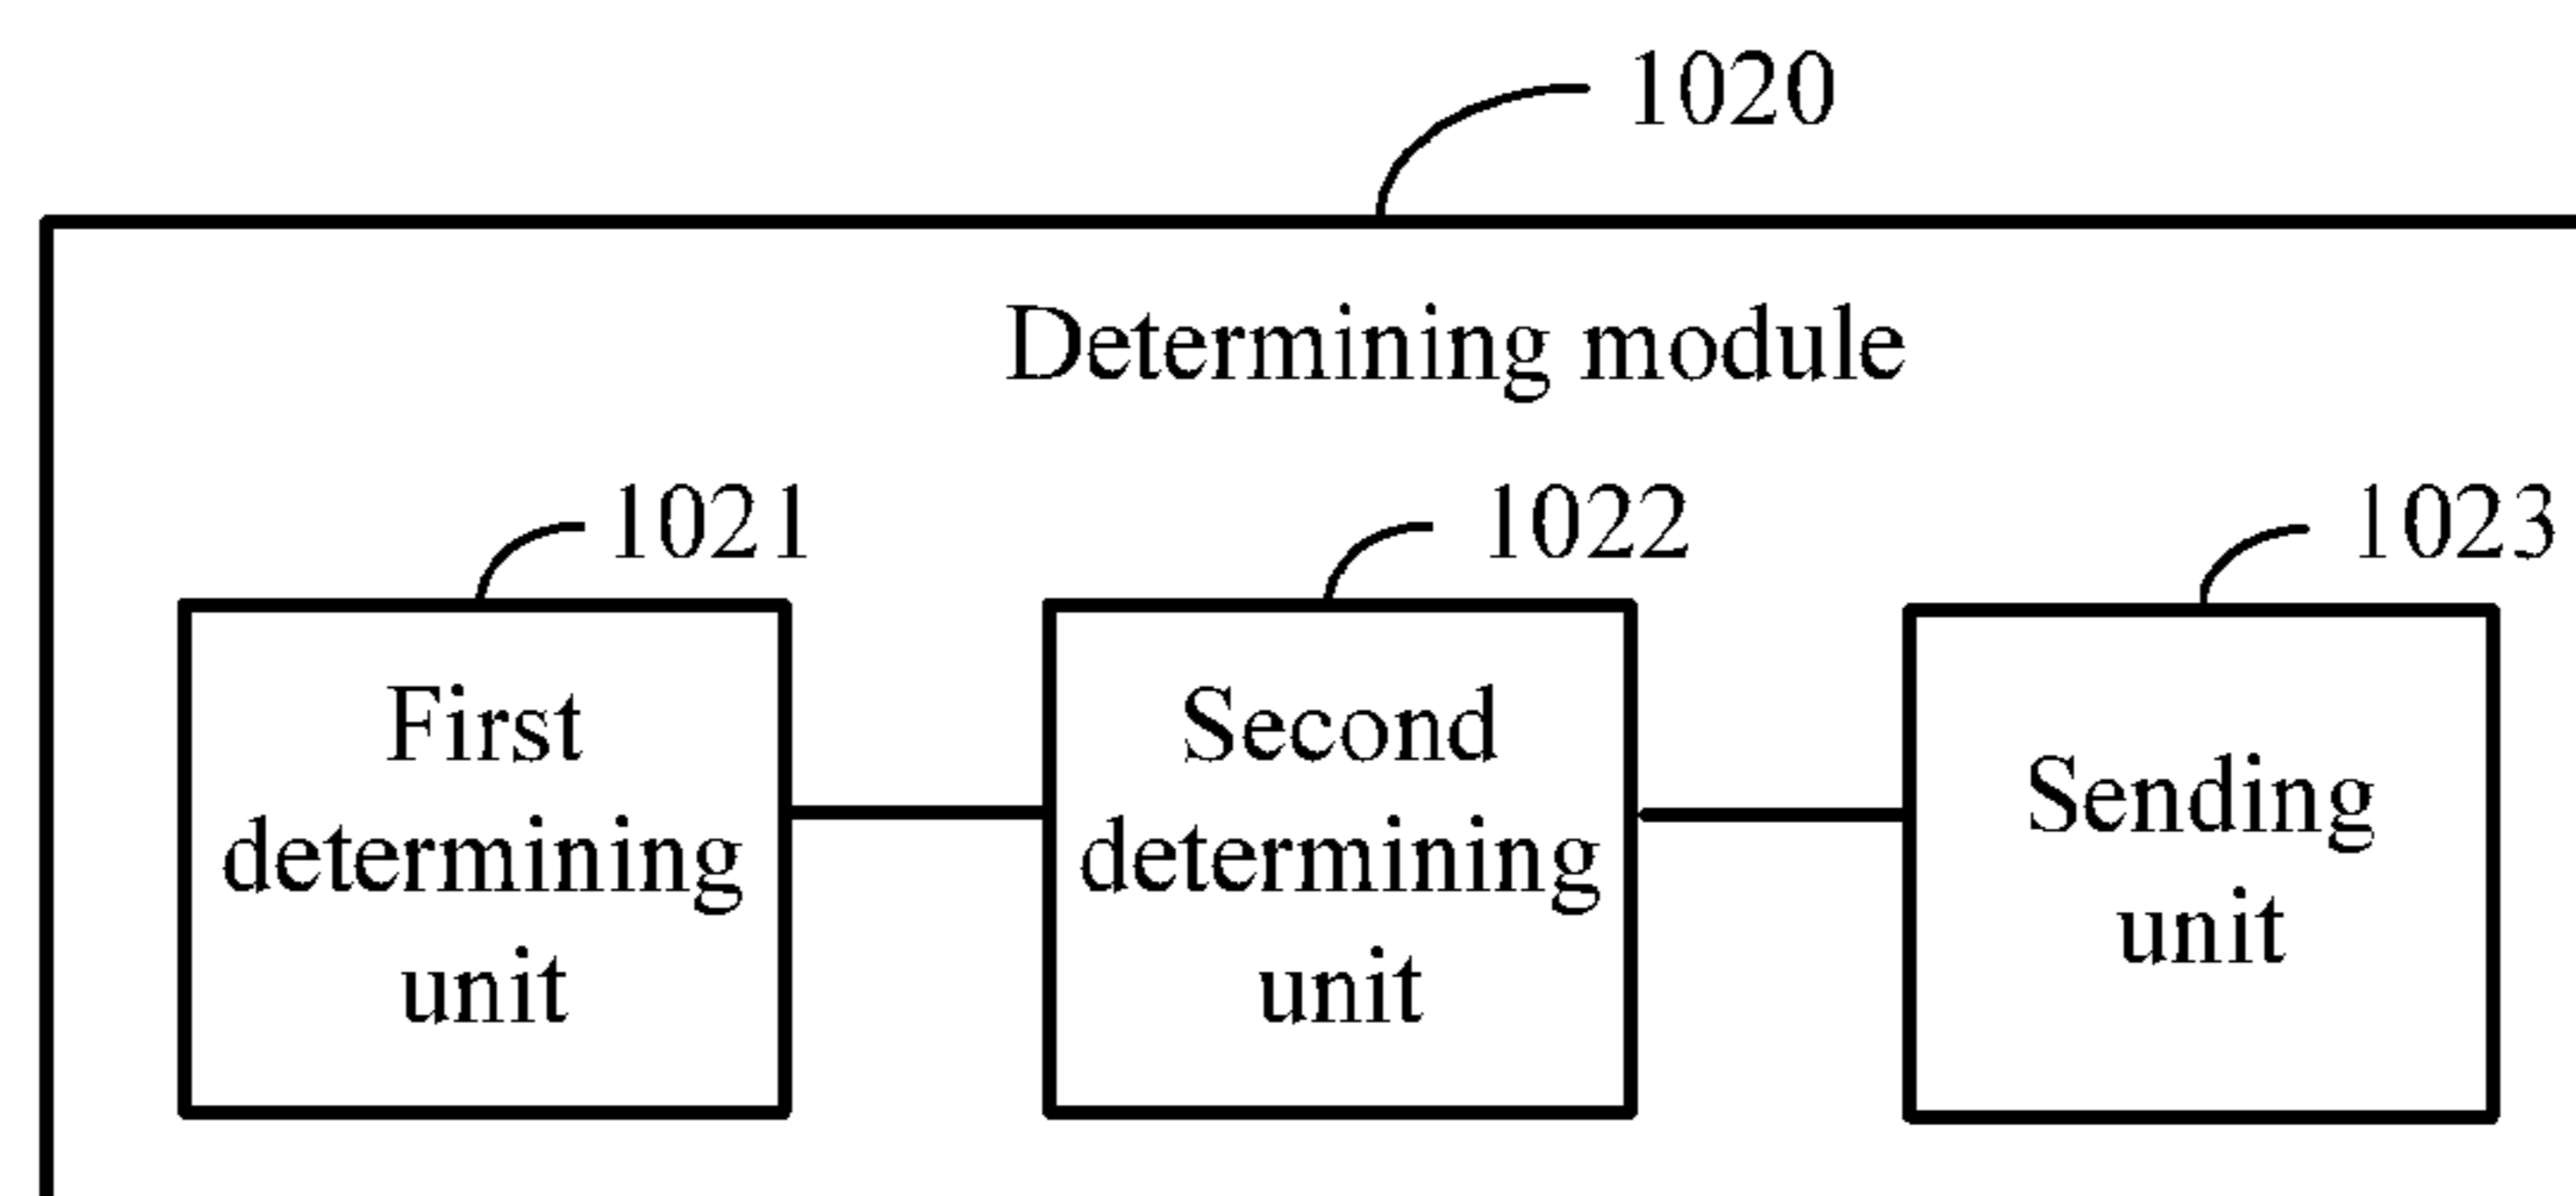 1020
Determining module
1021
1022
1023
First
determining
unit
Second
determining
unit
Sending
unit